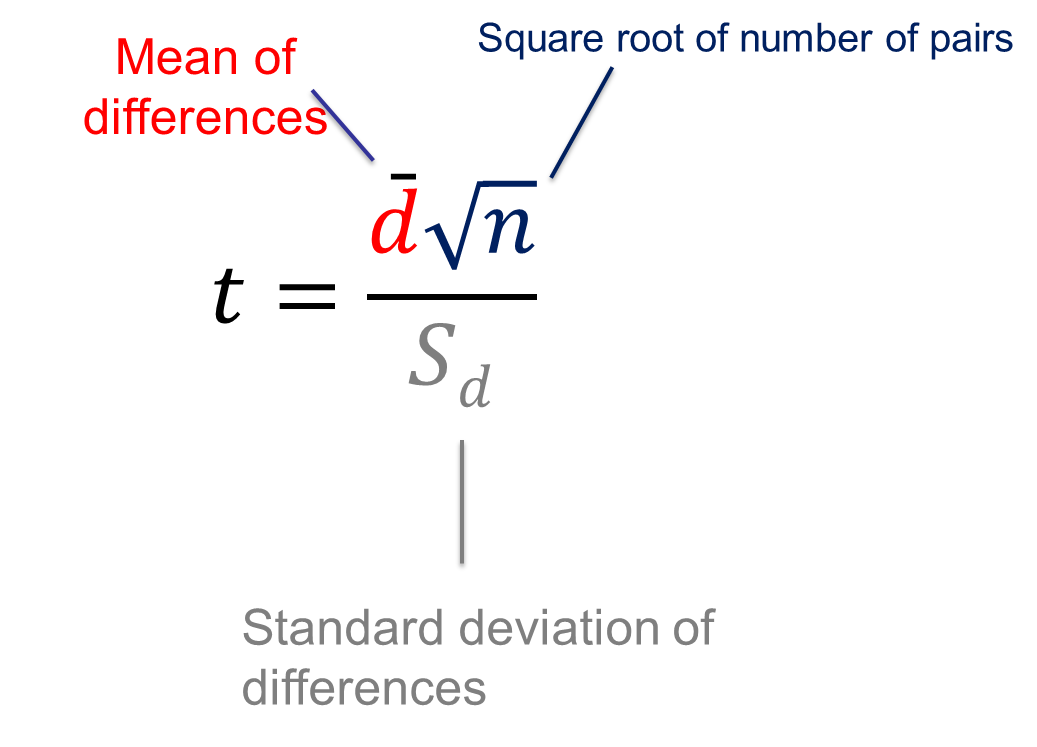 Mean of
differences
Square root of number of pairs
t = d̄√n / S_d
Standard deviation of
differences